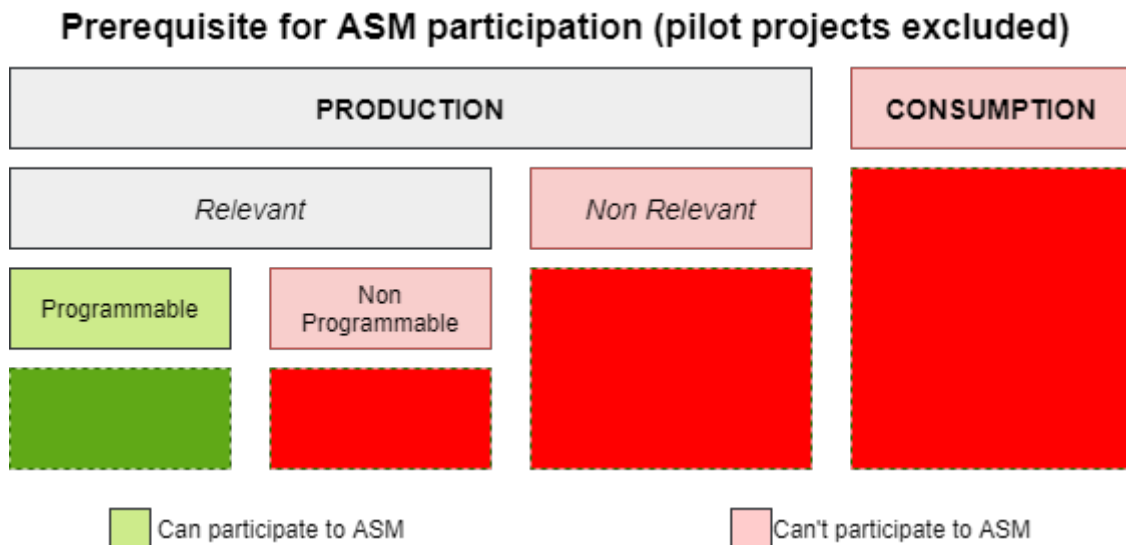 Prerequisite for ASM participation (pilot projects excluded)
PRODUCTION
CONSUMPTION
Relevant
Non Relevant
Programmable
Non
Programmable
Can participate to ASM
Can't participate to ASM